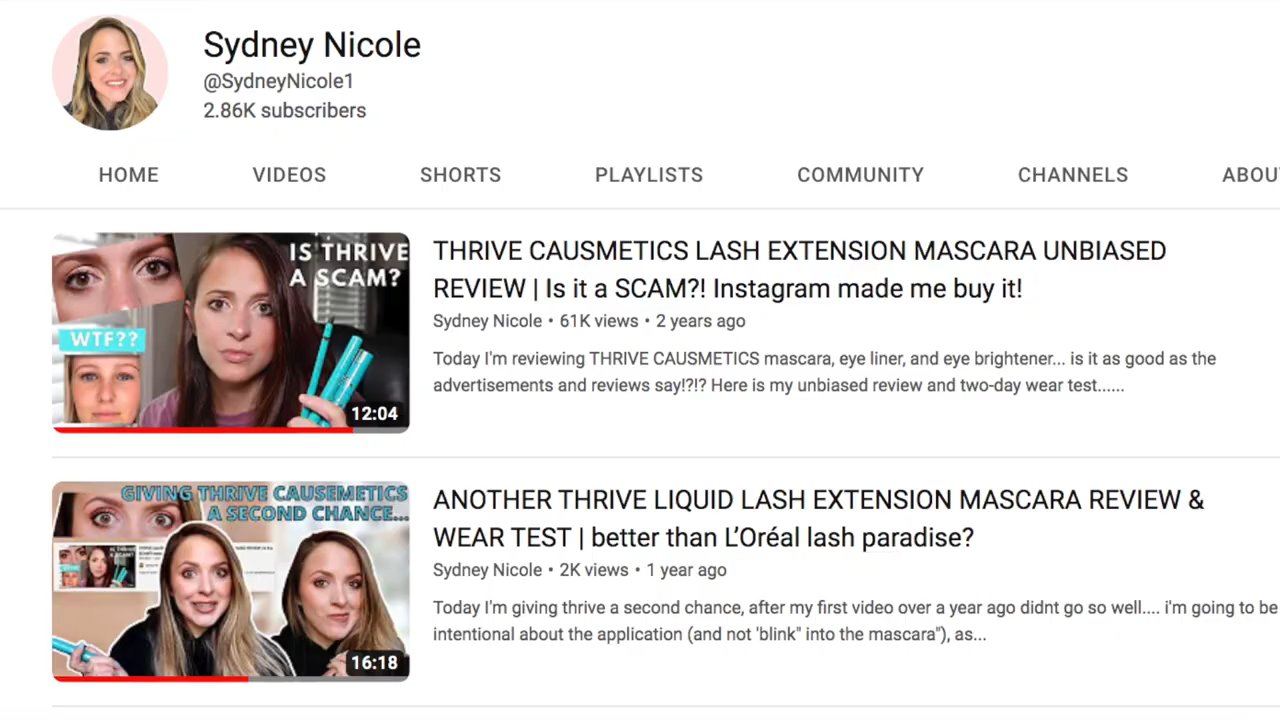 Sydney Nicole
@SydneyNicole1
2.86K subscribers
HOME VIDEOS SHORTS PLAYLISTS COMMUNITY CHANNELS ABOU
IS THRIVE
A SCAM?
WTF??
12:04
THRIVE CAUSMETICS LASH EXTENSION MASCARA UNBIASED
REVIEW | Is it a SCAM?! Instagram made me buy it!
Sydney Nicole • 61K views • 2 years ago
Today I'm reviewing THRIVE CAUSMETICS mascara, eye liner, and eye brightener... is it as good as the
advertisements and reviews say!?!? Here is my unbiased review and two-day wear test......
GIVING THRIVE CAUSEMETICS
A SECOND CHANCE...
16:18
ANOTHER THRIVE LIQUID LASH EXTENSION MASCARA REVIEW &
WEAR TEST | better than L’Oréal lash paradise?
Sydney Nicole • 2K views • 1 year ago
Today I'm giving thrive a second chance, after my first video over a year ago didnt go so well.... i'm going to be
intentional about the application (and not 'blink" into the mascara"), as...